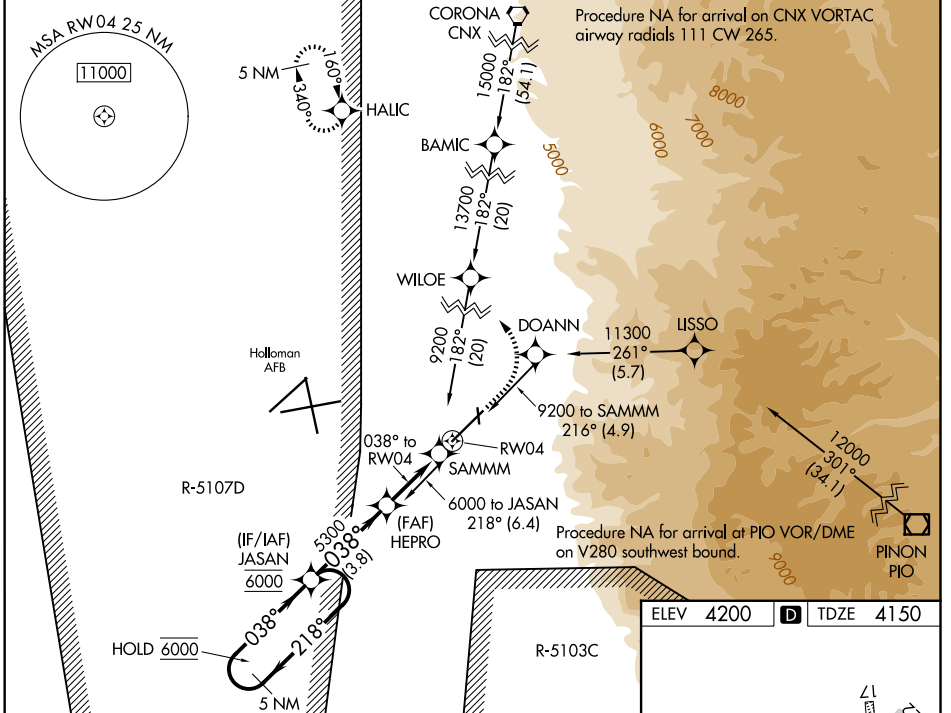 MSA RW04 25 NM
11000
5 NM
160°
340°
HALIC
CORONA
CNX
Procedure NA for arrival on CNX VORTAC
airway radials 111 CW 265.
15000
182°
(54.1)
8000
7000
6000
5000
BAMIC
13700
182°
(20)
WILOE
9200
182°
(20)
DOANN
11300
261°
(5.7)
LISSO
Holloman
AFB
9200 to SAMMM
216° (4.9)
12000
301°
(34.1)
038° to
RW04
RW04
SAMMM
R-5107D
6000 to JASAN
218° (6.4)
(FAF)
HEPRO
(IF/IAF)
JASAN
6000
5300
038°
(3.8)
Procedure NA for arrival at PIO VOR/DME
on V280 southwest bound.
PINON
PIO
9000
038°
218°
HOLD 6000
5 NM
R-5103C
ELEV 4200 D TDZE 4150
17